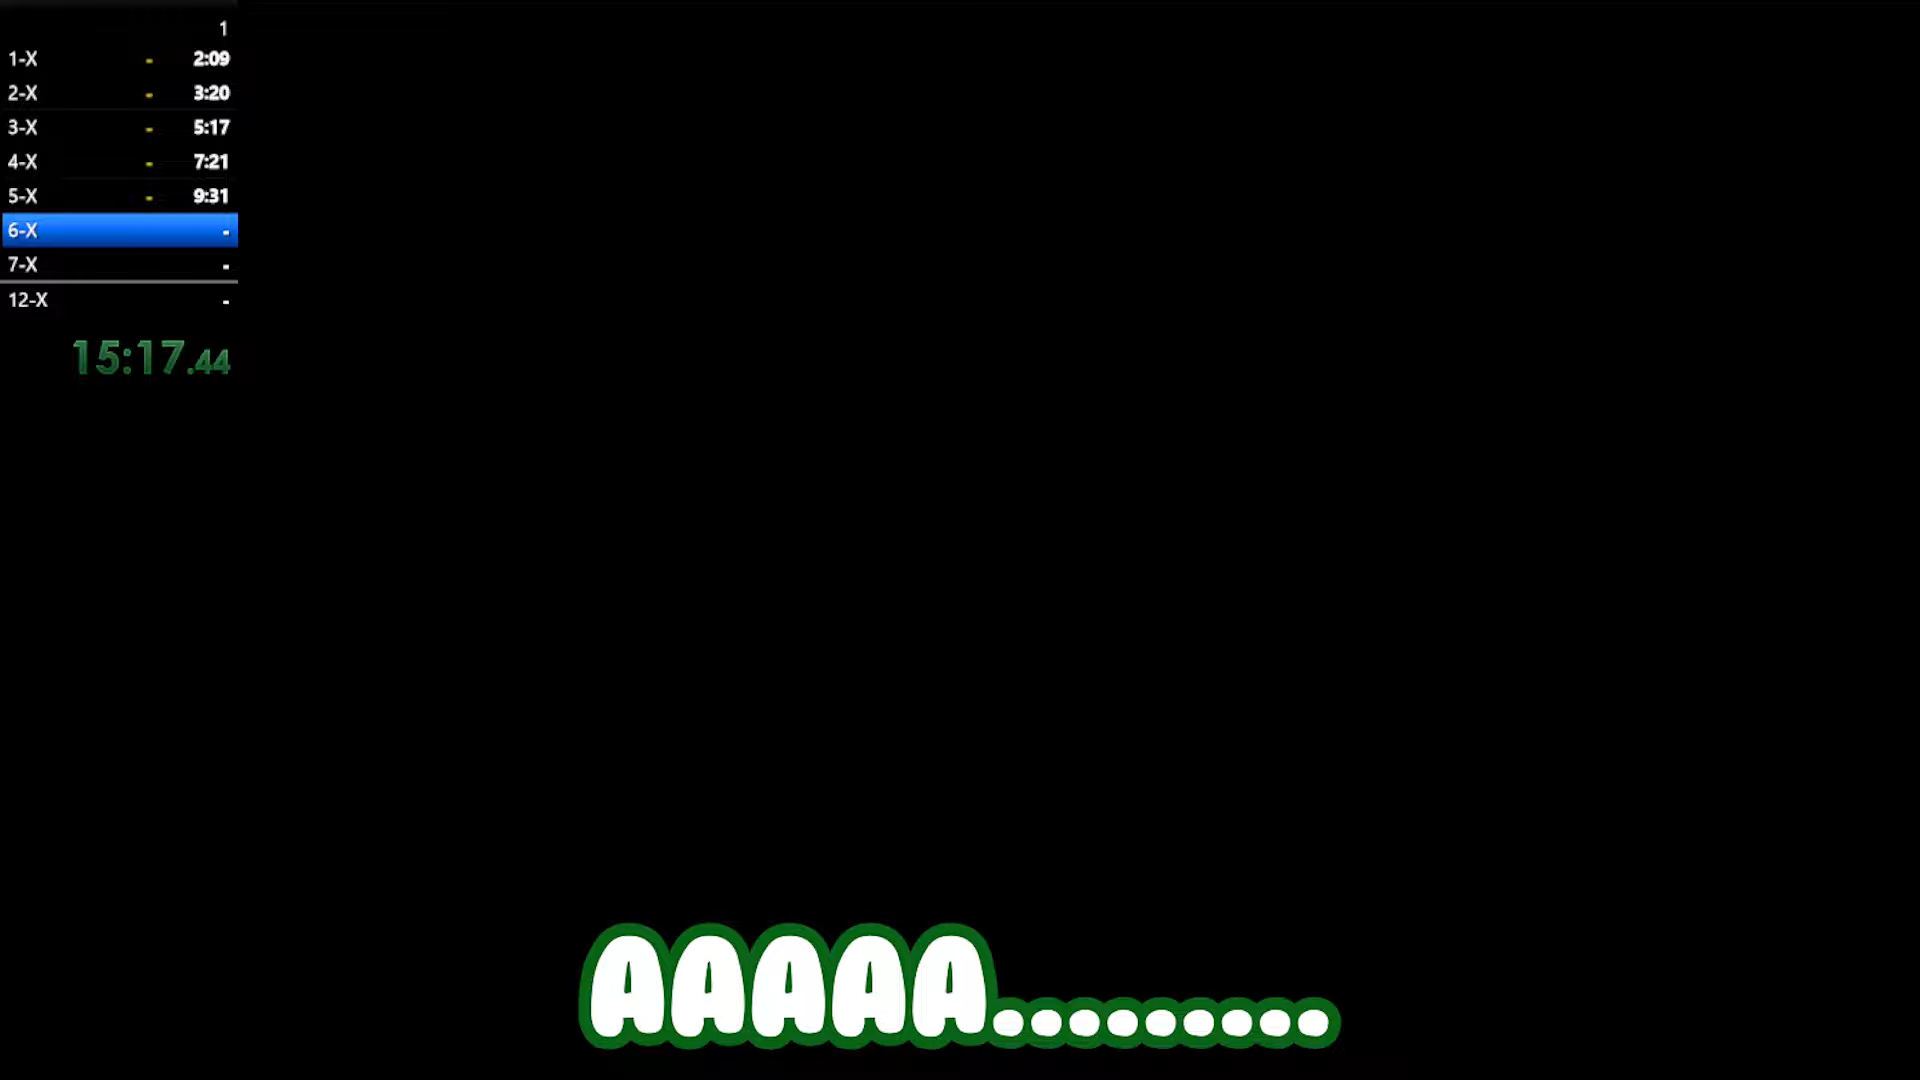 1
1-X - 2:09
2-X - 3:20
3-X - 5:17
4-X - 7:21
5-X - 9:31
6-X -
7-X -
12-X -
15:17.44
AAAAA.........